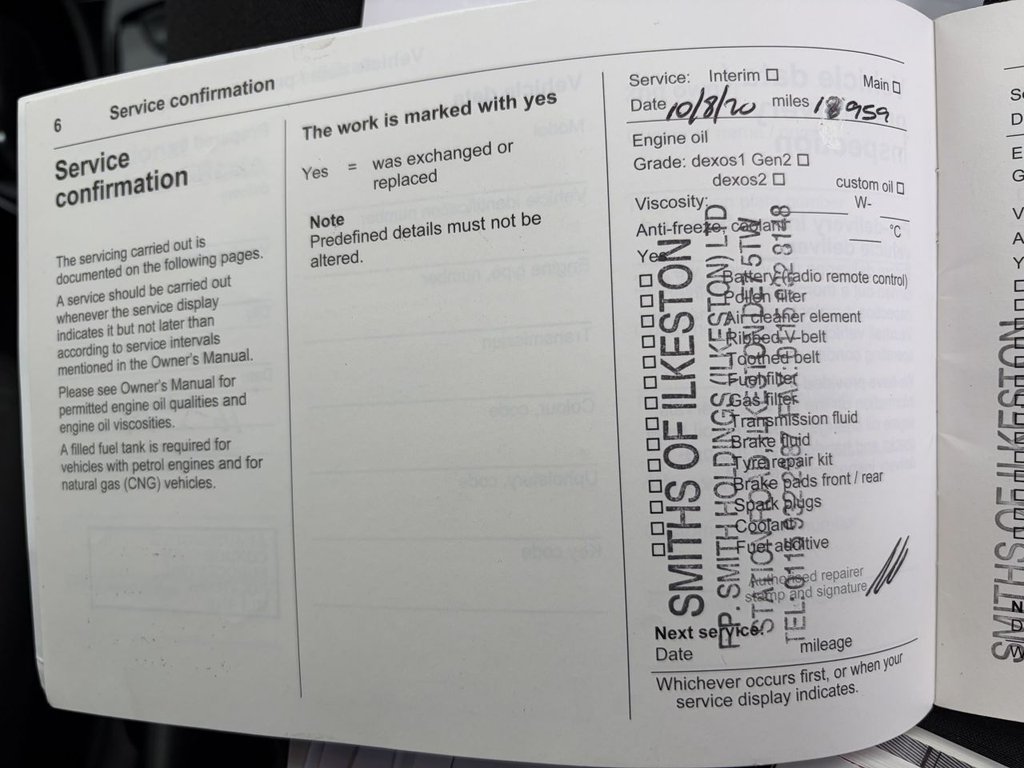 6 Service confirmation
Service
confirmation
The servicing carried out is
documented on the following pages.
A service should be carried out
whenever the service display
indicates it but not later than
according to service intervals
mentioned in the Owner's Manual.
Please see Owner's Manual for
permitted engine oil qualities and
engine oil viscosities.
A filled fuel tank is required for
vehicles with petrol engines and for
natural gas (CNG) vehicles.
The work is marked with yes
Yes = was exchanged or
replaced
Note
Predefined details must not be
altered.
Service: Interim □ Main □
Date 10/8/20 miles
Engine oil
Grade: dexos1 Gen2 □
dexos2 □ custom oil □
Viscosity: W-
Anti-freeze, coolant °C
Yes
□ Battery (radio remote control)
□ Pollen filter
□ Air cleaner element
□ Ribbed V-belt
□ Toothed belt
□ Fuel filter
□ Gas filter
□ Transmission fluid
□ Brake fluid
□ Tyre repair kit
□ Brake pads front / rear
□ Spark plugs
□ Coolant
□ Fuel additive
Authorised repairer
stamp and signature
Next service:
Date mileage
Whichever occurs first, or when your
service display indicates.
SMITHS OF ILKESTON
PP. SMITH HOLDINGS (ILKESTON) LTD
STATION RD ILKESTON DE7 5TW
SMITHS OF ILKESTON